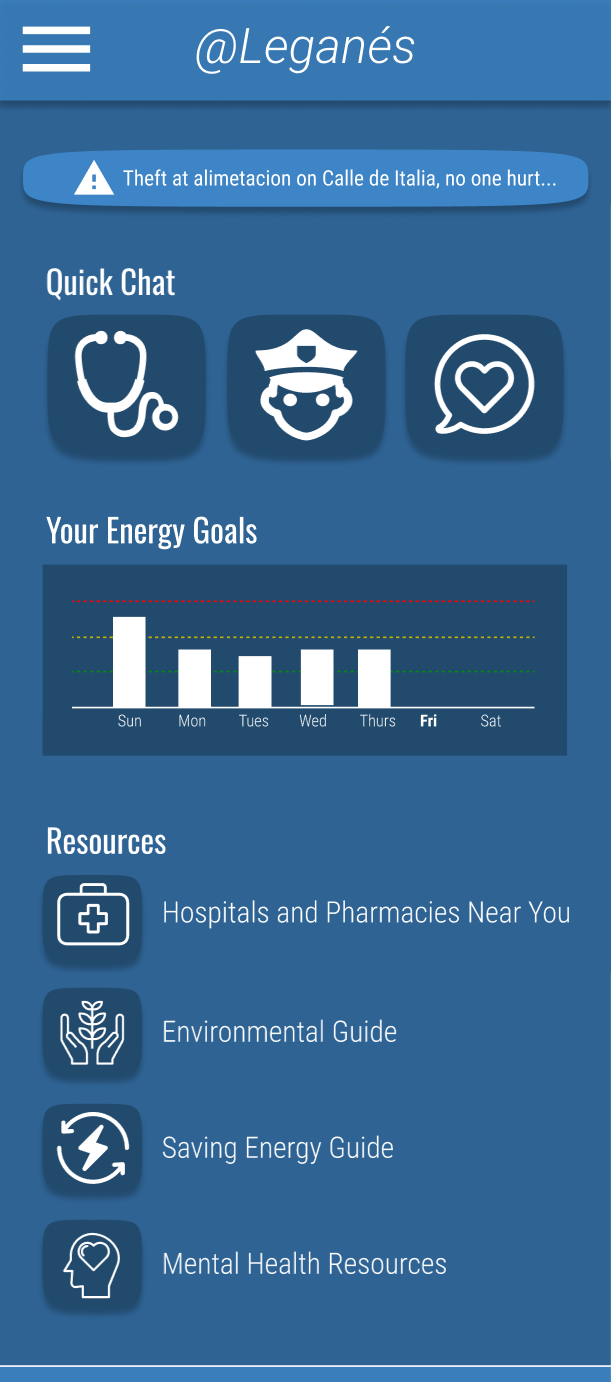 @Leganés
Theft at alimetacion on Calle de Italia, no one hurt...
Quick Chat
Your Energy Goals
Sun Mon Tues Wed Thurs Fri Sat
Resources
Hospitals and Pharmacies Near You
Environmental Guide
Saving Energy Guide
Mental Health Resources